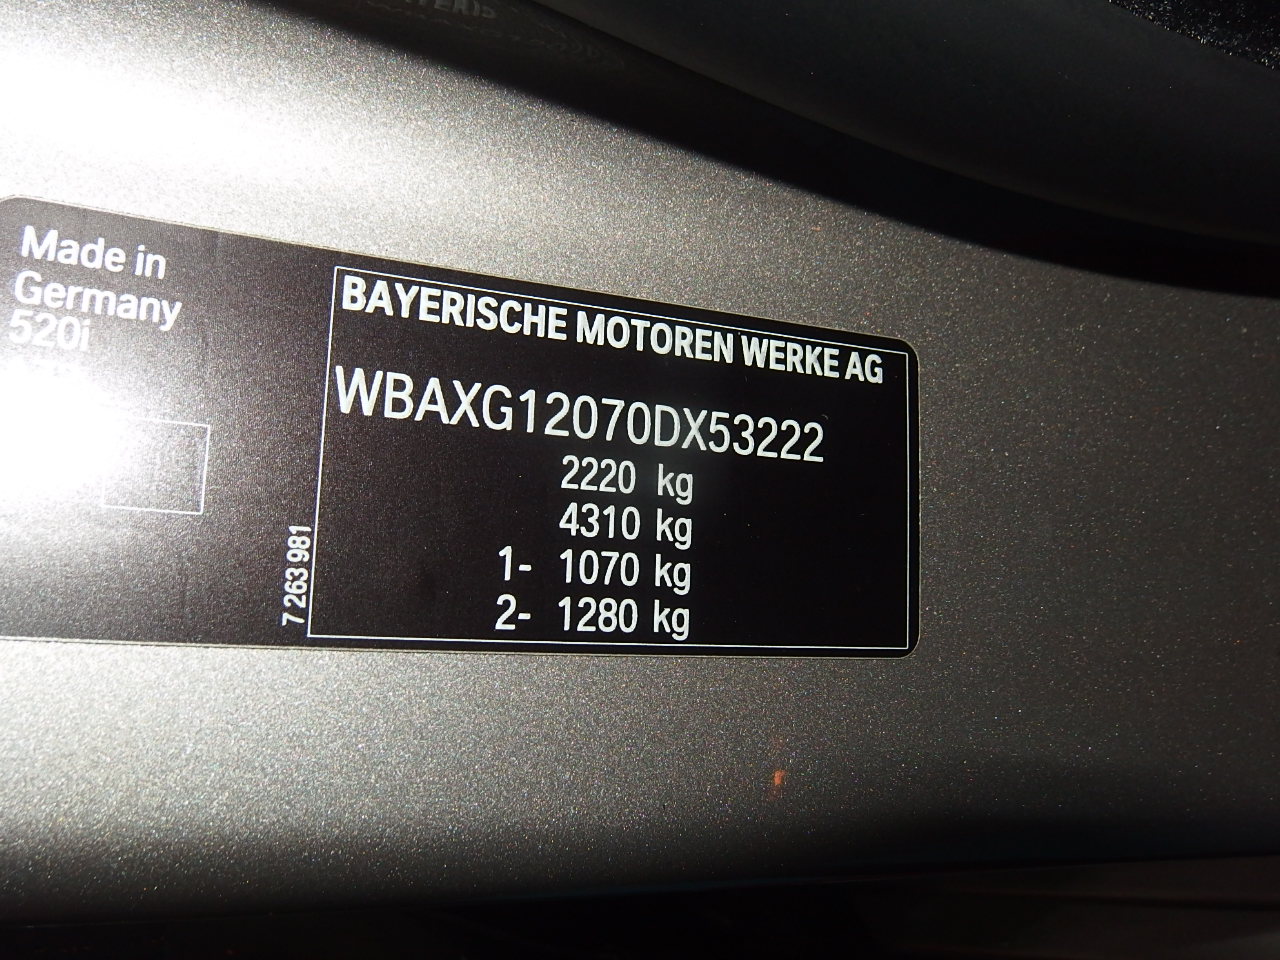 Made in
Germany
520i
BAYERISCHE MOTOREN WERKE AG
WBAXG12070DX53222
2220 kg
4310 kg
1- 1070 kg
2- 1280 kg
7 263 981